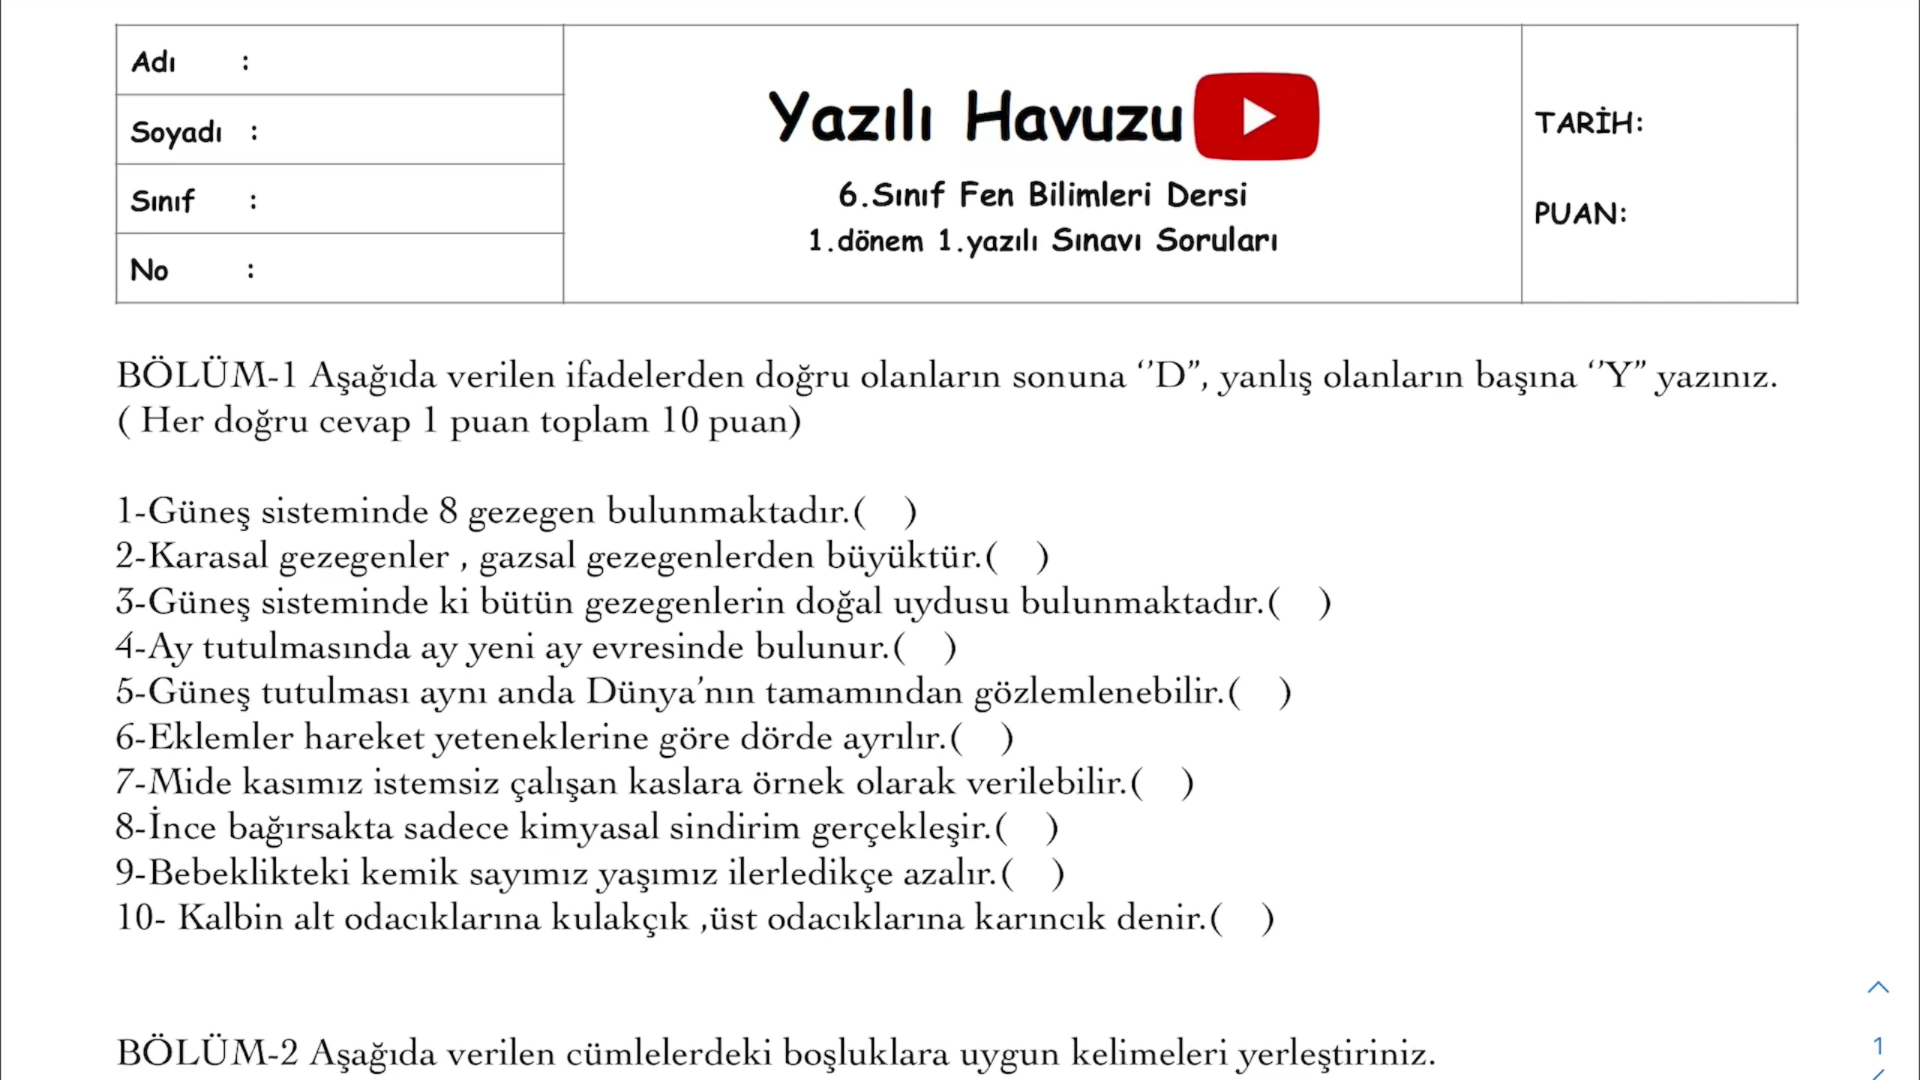 Adı :
Soyadı :
Sınıf :
No :
Yazılı Havuzu
6.Sınıf Fen Bilimleri Dersi
1.dönem 1.yazılı Sınavı Soruları
TARİH:
PUAN:
BÖLÜM-1 Aşağıda verilen ifadelerden doğru olanların sonuna ‘’D”, yanlış olanların başına ‘’Y” yazınız.
( Her doğru cevap 1 puan toplam 10 puan)
1-Güneş sisteminde 8 gezegen bulunmaktadır.( )
2-Karasal gezegenler , gazsal gezegenlerden büyüktür.( )
3-Güneş sisteminde ki bütün gezegenlerin doğal uydusu bulunmaktadır.( )
4-Ay tutulmasında ay yeni ay evresinde bulunur.( )
5-Güneş tutulması aynı anda Dünya’nın tamamından gözlemlenebilir.( )
6-Eklemler hareket yeteneklerine göre dörde ayrılır.( )
7-Mide kasımız istemsiz çalışan kaslara örnek olarak verilebilir.( )
8-İnce bağırsakta sadece kimyasal sindirim gerçekleşir.( )
9-Bebeklikteki kemik sayımız yaşımız ilerledikçe azalır.( )
10- Kalbin alt odacıklarına kulakçık ,üst odacıklarına karıncık denir.( )
BÖLÜM-2 Aşağıda verilen cümlelerdeki boşluklara uygun kelimeleri yerleştiriniz.
1